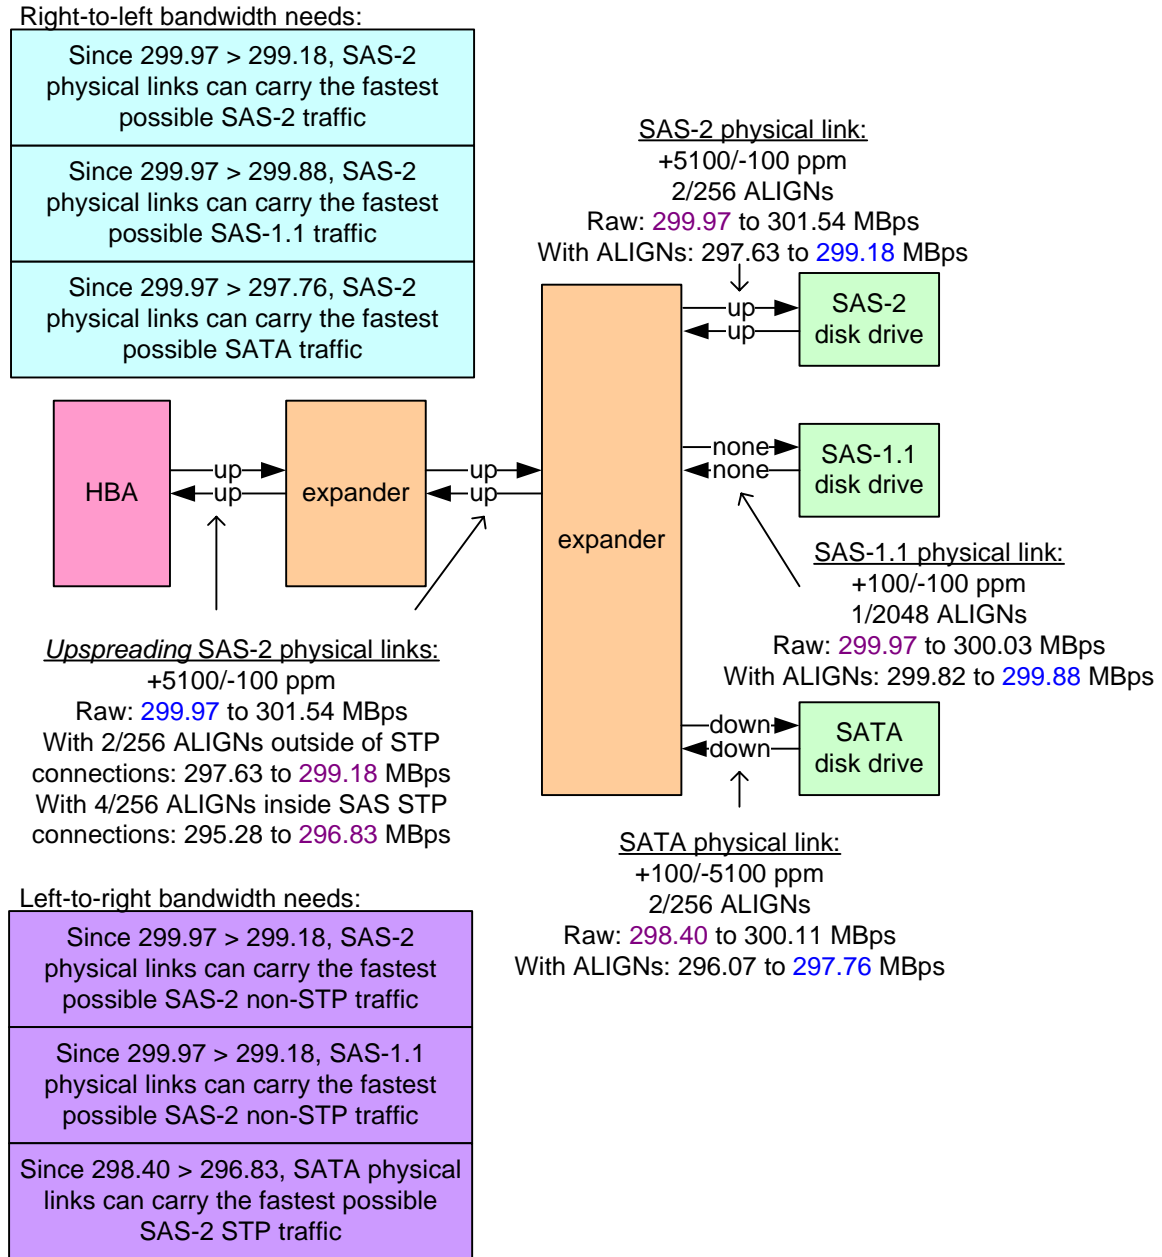 Right-to-left bandwidth needs:
Since 299.97 > 299.18, SAS-2
physical links can carry the fastest
possible SAS-2 traffic
Since 299.97 > 299.88, SAS-2
physical links can carry the fastest
possible SAS-1.1 traffic
Since 299.97 > 297.76, SAS-2
physical links can carry the fastest
possible SATA traffic
SAS-2 physical link:
+5100/-100 ppm
2/256 ALIGNs
Raw: 299.97 to 301.54 MBps
With ALIGNs: 297.63 to 299.18 MBps
up
up
SAS-2
disk drive
HBA
up
up
expander
up
up
expander
none
none
SAS-1.1
disk drive
SAS-1.1 physical link:
+100/-100 ppm
1/2048 ALIGNs
Raw: 299.97 to 300.03 MBps
With ALIGNs: 299.82 to 299.88 MBps
Upspreading SAS-2 physical links:
+5100/-100 ppm
Raw: 299.97 to 301.54 MBps
With 2/256 ALIGNs outside of STP
connections: 297.63 to 299.18 MBps
With 4/256 ALIGNs inside SAS STP
connections: 295.28 to 296.83 MBps
down
down
SATA
disk drive
SATA physical link:
+100/-5100 ppm
2/256 ALIGNs
Raw: 298.40 to 300.11 MBps
With ALIGNs: 296.07 to 297.76 MBps
Left-to-right bandwidth needs:
Since 299.97 > 299.18, SAS-2
physical links can carry the fastest
possible SAS-2 non-STP traffic
Since 299.97 > 299.18, SAS-1.1
physical links can carry the fastest
possible SAS-2 non-STP traffic
Since 298.40 > 296.83, SATA physical
links can carry the fastest possible
SAS-2 STP traffic